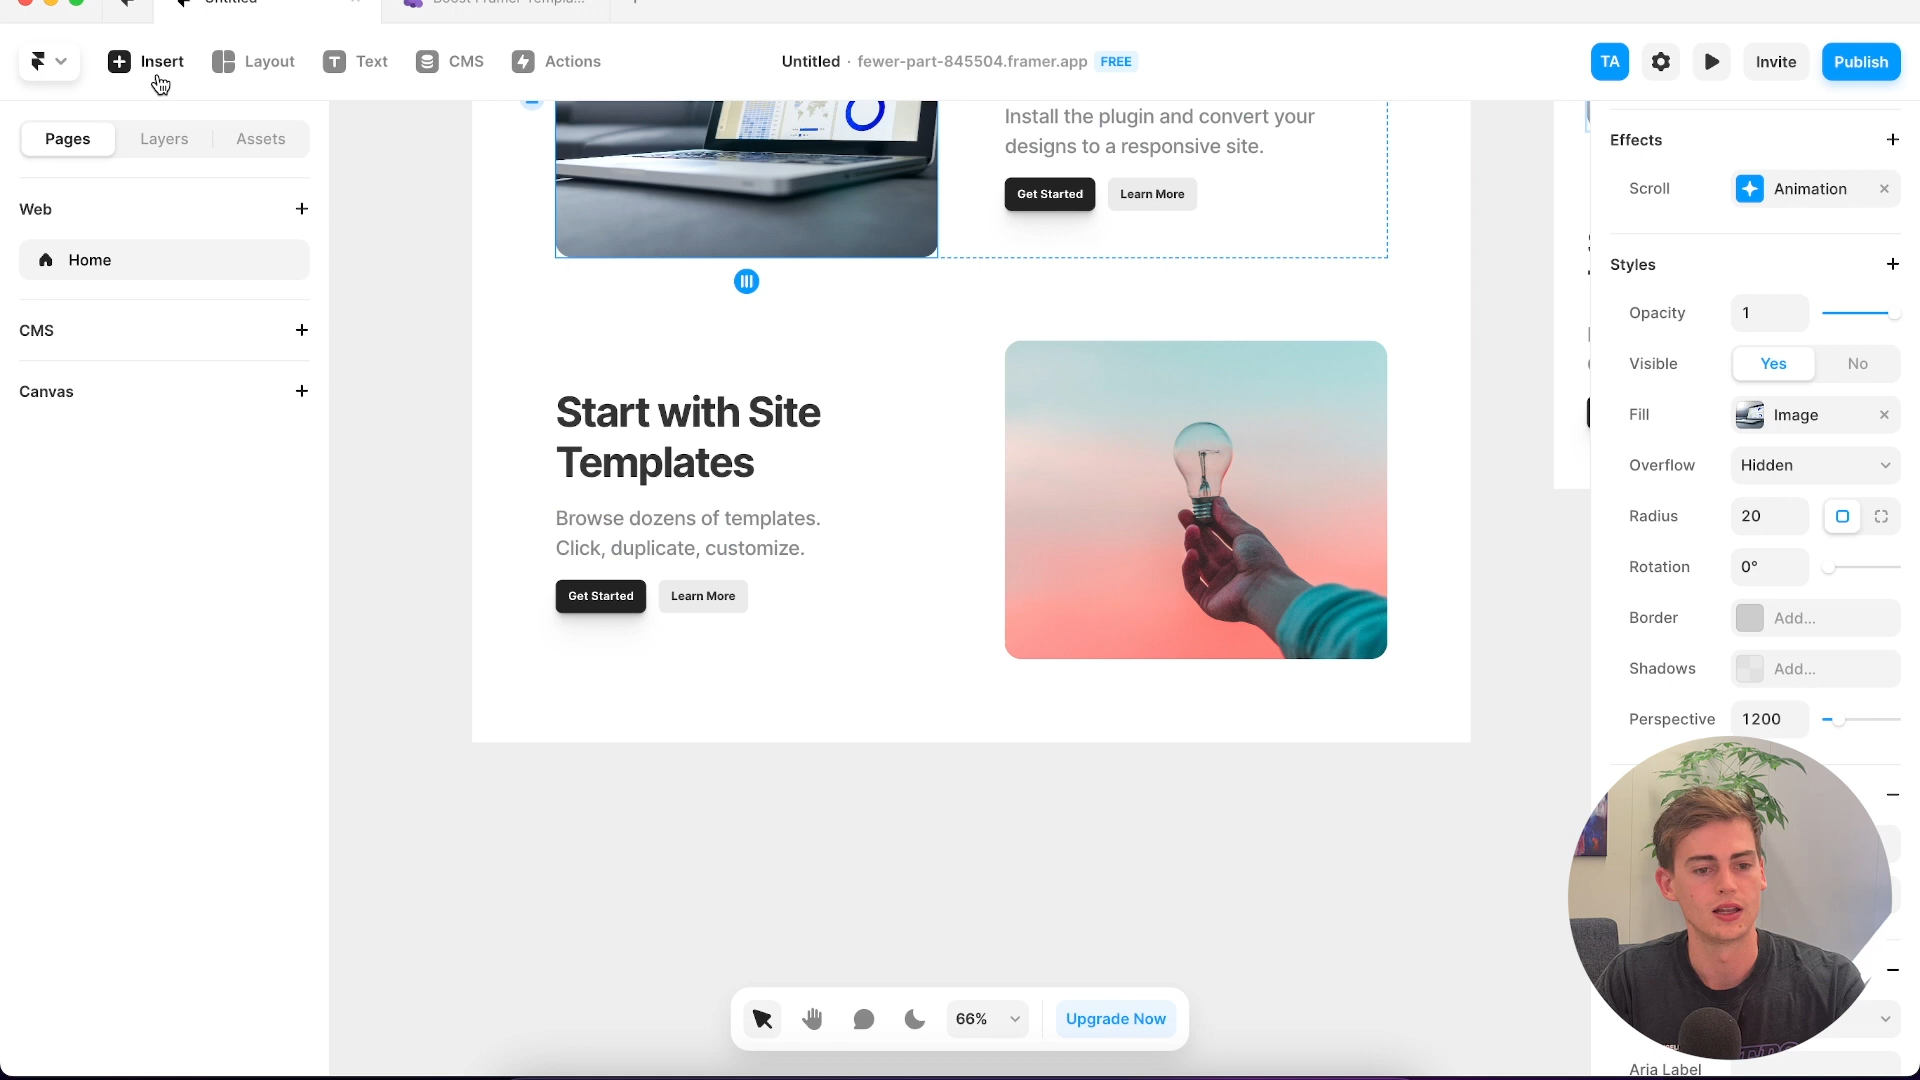 Untitled
Boost Framer Templa...
Insert
Layout
Text
CMS
Actions
Untitled · fewer-part-845504.framer.app FREE
TA
Invite
Publish
Pages
Layers
Assets
Web
Home
CMS
Canvas
Install the plugin and convert your
designs to a responsive site.
Get Started
Learn More
Start with Site
Templates
Browse dozens of templates.
Click, duplicate, customize.
Get Started
Learn More
66%
Upgrade Now
Effects
Scroll
Animation
Styles
Opacity
1
Visible
Yes
No
Fill
Image
Overflow
Hidden
Radius
20
Rotation
0°
Border
Add...
Shadows
Add...
Perspective
1200
Aria Label